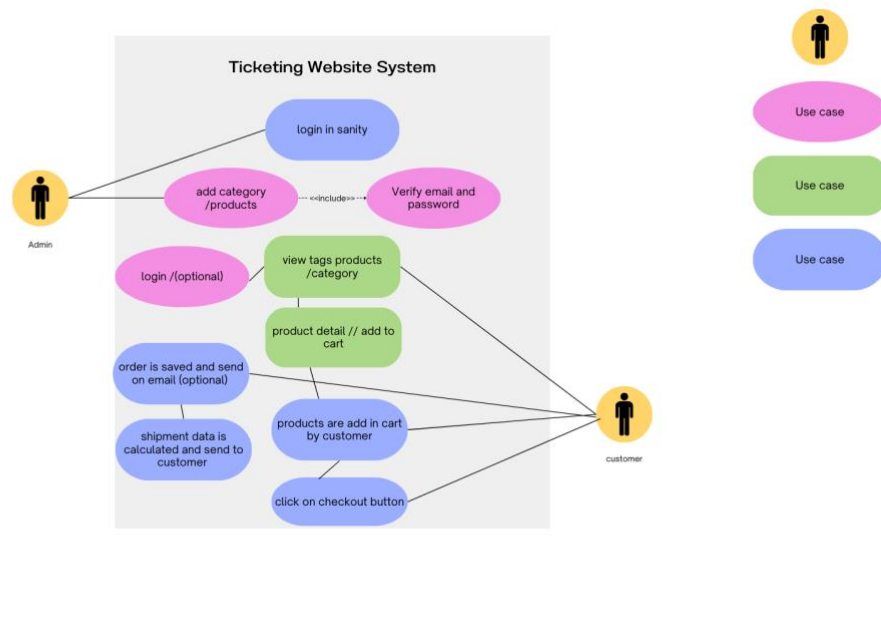 Ticketing Website System
login in sanity
add category
/products
<<include>>
Verify email and
password
Admin
login /(optional)
view tags products
/category
product detail // add to
cart
order is saved and send
on email (optional)
products are add in cart
by customer
shipment data is
calculated and send to
customer
click on checkout button
customer
Use case
Use case
Use case